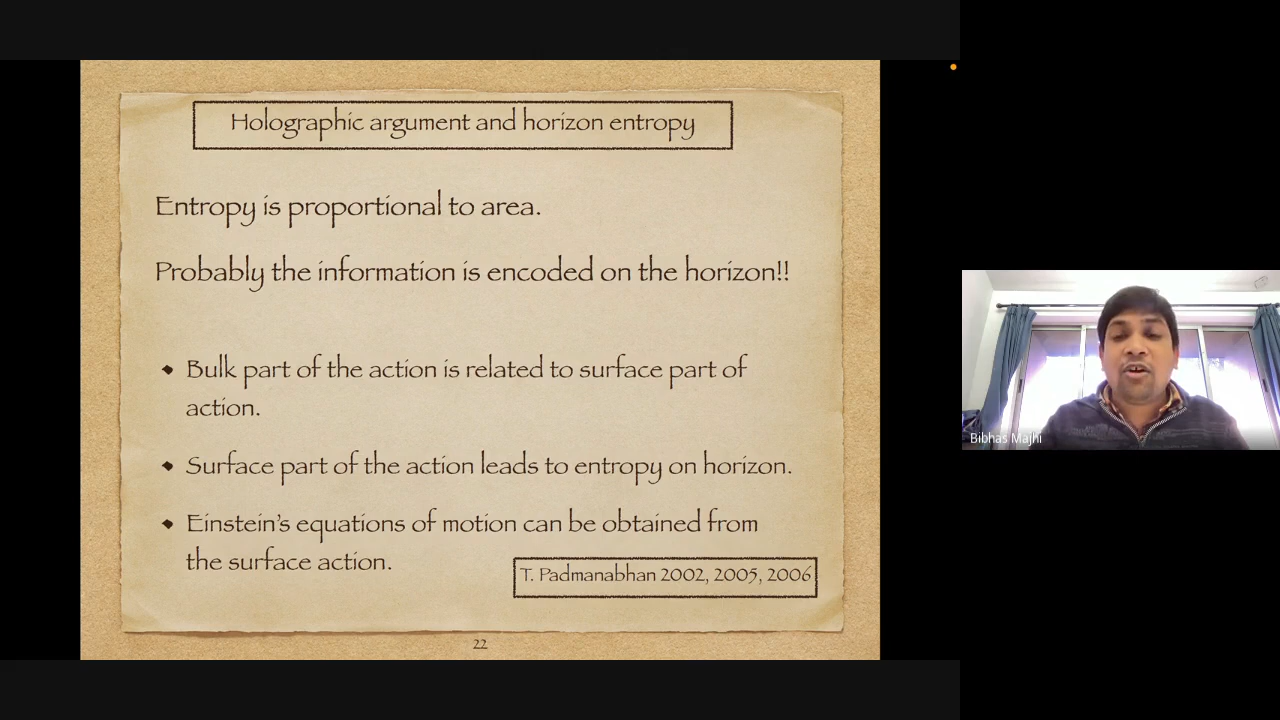 Holographic argument and horizon entropy
Entropy is proportional to area.
Probably the information is encoded on the horizon!!
Bulk part of the action is related to surface part of
action.
Surface part of the action leads to entropy on horizon.
Einstein's equations of motion can be obtained from
the surface action.
T. Padmanabhan 2002, 2005, 2006
22
Bibhas Majhi